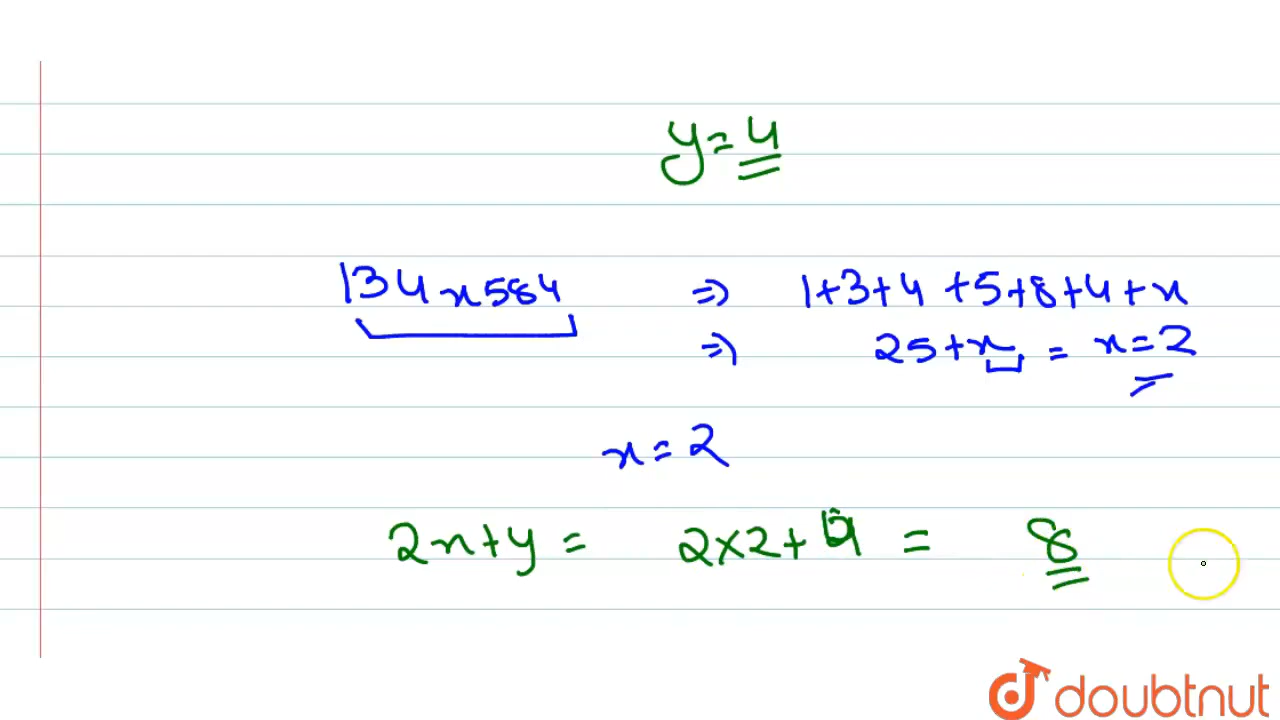 y=4
134x584 ⇒ 1+3+4+5+8+4+x
⇒ 25+x = x=2
x=2
2x+y = 2×2+4 = 8
doubtnut